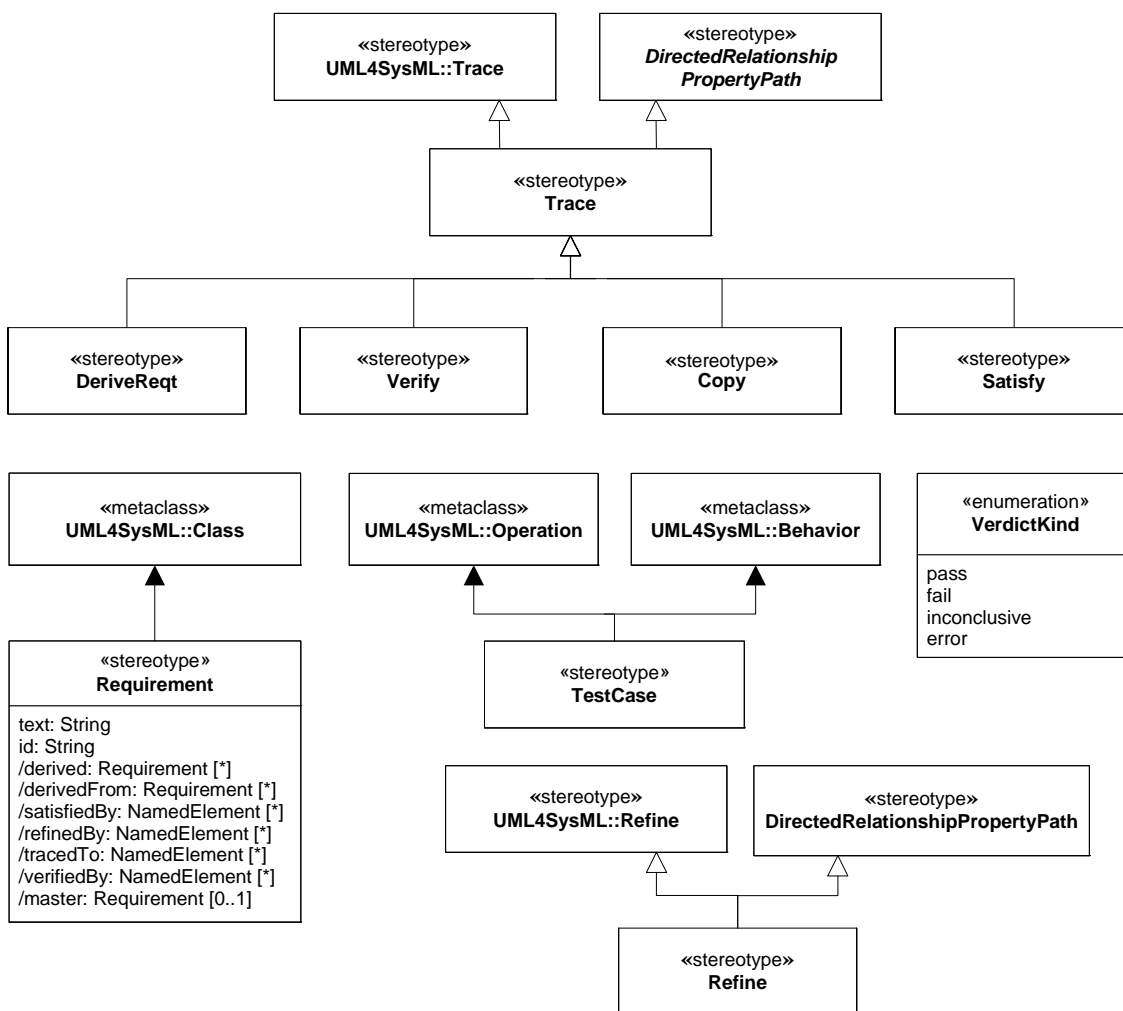 «stereotype»
UML4SysML::Trace
«stereotype»
DirectedRelationship
PropertyPath
«stereotype»
Trace
«stereotype»
DeriveReqt
«stereotype»
Verify
«stereotype»
Copy
«stereotype»
Satisfy
«metaclass»
UML4SysML::Class
«metaclass»
UML4SysML::Operation
«metaclass»
UML4SysML::Behavior
«enumeration»
VerdictKind
pass
fail
inconclusive
error
«stereotype»
Requirement
text: String
id: String
/derived: Requirement [*]
/derivedFrom: Requirement [*]
/satisfiedBy: NamedElement [*]
/refinedBy: NamedElement [*]
/tracedTo: NamedElement [*]
/verifiedBy: NamedElement [*]
/master: Requirement [0..1]
«stereotype»
TestCase
«stereotype»
UML4SysML::Refine
«stereotype»
DirectedRelationshipPropertyPath
«stereotype»
Refine